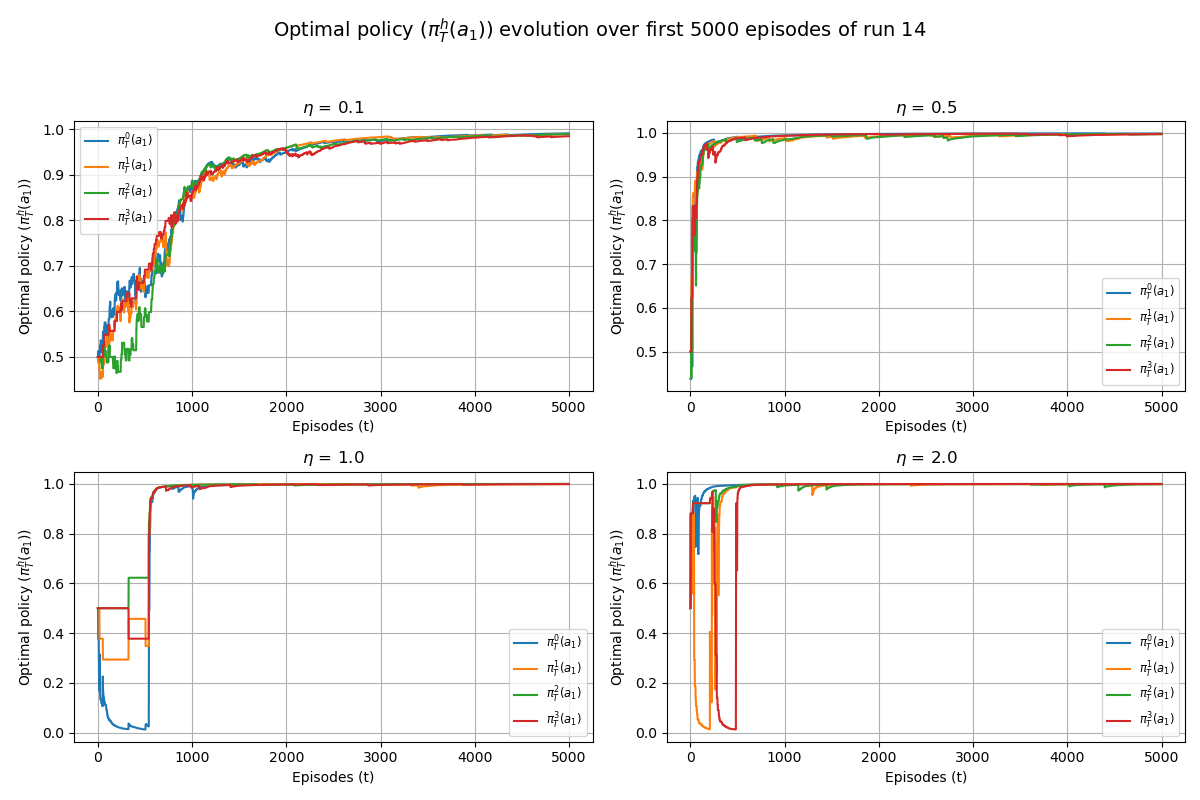 Optimal policy (π_T^h(a_1)) evolution over first 5000 episodes of run 14
η = 0.1
Optimal policy (π_T^h(a_1))
1.0
0.9
0.8
0.7
0.6
0.5
π_T^0(a_1)
π_T^1(a_1)
π_T^2(a_1)
π_T^3(a_1)
0 1000 2000 3000 4000 5000
Episodes (t)
η = 0.5
Optimal policy (π_T^h(a_1))
1.0
0.9
0.8
0.7
0.6
0.5
π_T^0(a_1)
π_T^1(a_1)
π_T^2(a_1)
π_T^3(a_1)
0 1000 2000 3000 4000 5000
Episodes (t)
η = 1.0
Optimal policy (π_T^h(a_1))
1.0
0.8
0.6
0.4
0.2
0.0
π_T^0(a_1)
π_T^1(a_1)
π_T^2(a_1)
π_T^3(a_1)
0 1000 2000 3000 4000 5000
Episodes (t)
η = 2.0
Optimal policy (π_T^h(a_1))
1.0
0.8
0.6
0.4
0.2
0.0
π_T^0(a_1)
π_T^1(a_1)
π_T^2(a_1)
π_T^3(a_1)
0 1000 2000 3000 4000 5000
Episodes (t)